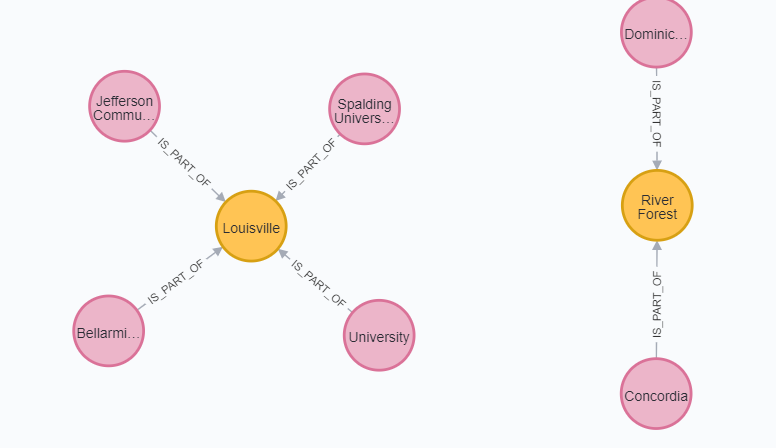 Jefferson
Commu...
IS_PART_OF
Spalding
Univers...
IS_PART_OF
Louisville
Bellarmi...
IS_PART_OF
University
IS_PART_OF
Dominic...
IS_PART_OF
River
Forest
IS_PART_OF
Concordia